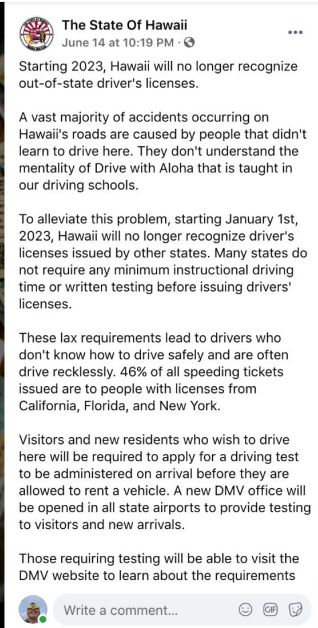 The State Of Hawaii
June 14 at 10:19 PM ·
Starting 2023, Hawaii will no longer recognize
out-of-state driver's licenses.
A vast majority of accidents occurring on
Hawaii's roads are caused by people that didn't
learn to drive here. They don't understand the
mentality of Drive with Aloha that is taught in
our driving schools.
To alleviate this problem, starting January 1st,
2023, Hawaii will no longer recognize driver's
licenses issued by other states. Many states do
not require any minimum instructional driving
time or written testing before issuing drivers'
licenses.
These lax requirements lead to drivers who
don't know how to drive safely and are often
drive recklessly. 46% of all speeding tickets
issued are to people with licenses from
California, Florida, and New York.
Visitors and new residents who wish to drive
here will be required to apply for a driving test
to be administered on arrival before they are
allowed to rent a vehicle. A new DMV office will
be opened in all state airports to provide testing
to visitors and new arrivals.
Those requiring testing will be able to visit the
DMV website to learn about the requirements
Write a comment...
GIF